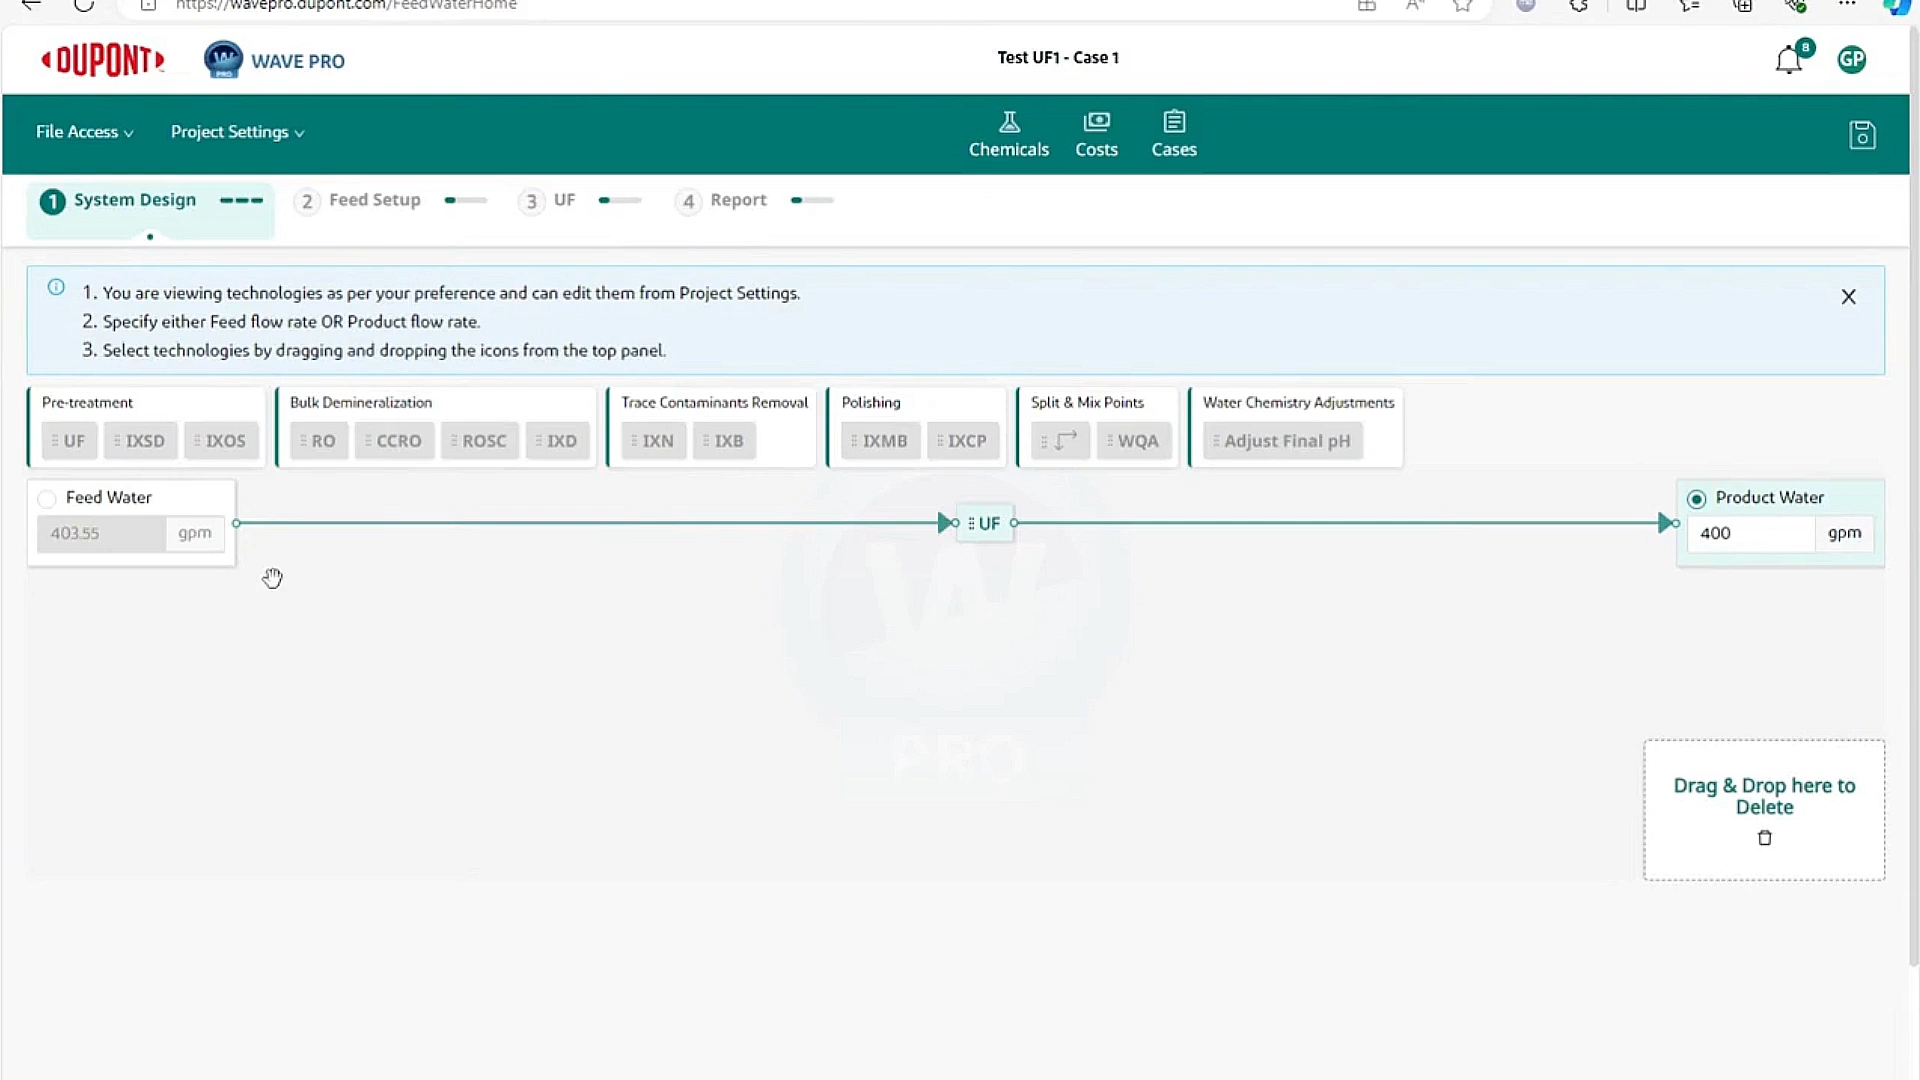 https://wavepro.dupont.com/FeedWaterHome
DUPONT
W PRO
WAVE PRO
Test UF1 - Case 1
8
GP
File Access
Project Settings
Chemicals
Costs
Cases
1 System Design
2 Feed Setup
3 UF
4 Report
1. You are viewing technologies as per your preference and can edit them from Project Settings.
2. Specify either Feed flow rate OR Product flow rate.
3. Select technologies by dragging and dropping the icons from the top panel.
Pre-treatment
UF IXSD IXOS
Bulk Demineralization
RO CCRO ROSC IXD
Trace Contaminants Removal
IXN IXB
Polishing
IXMB IXCP
Split & Mix Points
WQA
Water Chemistry Adjustments
Adjust Final pH
Feed Water
403.55 gpm
UF
Product Water
400 gpm
W
PRO
Drag & Drop here to
Delete